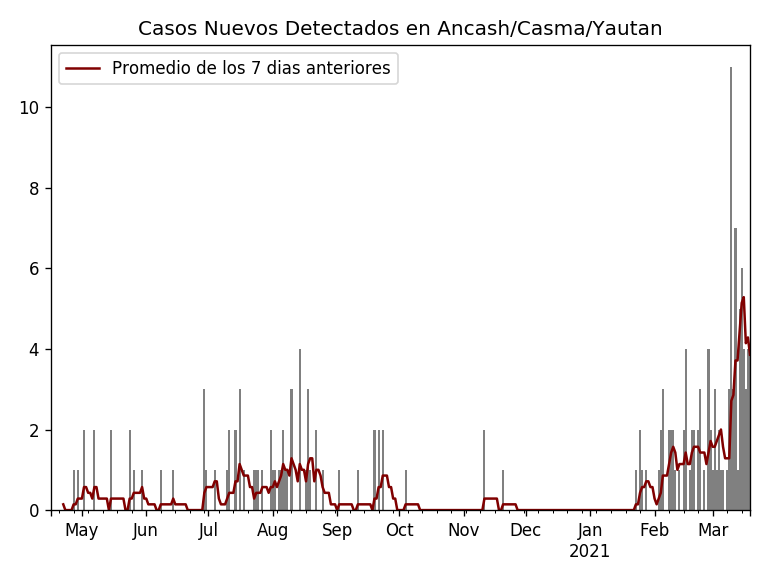 Casos Nuevos Detectados en Ancash/Casma/Yautan
Promedio de los 7 dias anteriores
10
8
6
4
2
0
May Jun Jul Aug Sep Oct Nov Dec Jan Feb Mar
2021